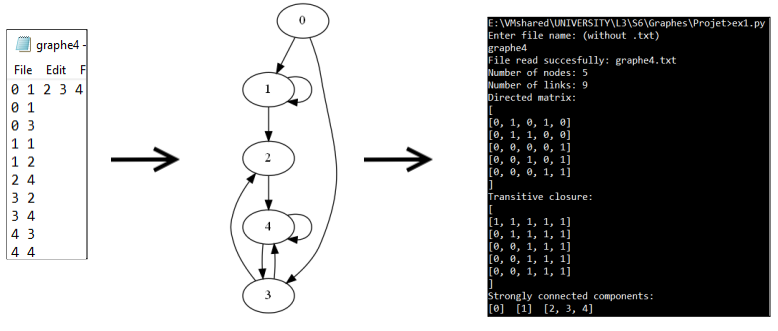 graphe4 -
File Edit F
0 1 2 3 4
0 1
0 3
1 1
1 2
2 4
3 2
3 4
4 3
4 4
0
1
2
4
3
E:\VMshared\UNIVERSITY\L3\S6\Graphes\Projet>ex1.py
Enter file name: (without .txt)
graphe4
File read succesfully: graphe4.txt
Number of nodes: 5
Number of links: 9
Directed matrix:
[
[0, 1, 0, 1, 0]
[0, 1, 1, 0, 0]
[0, 0, 0, 0, 1]
[0, 0, 1, 0, 1]
[0, 0, 0, 1, 1]
]
Transitive closure:
[
[1, 1, 1, 1, 1]
[0, 1, 1, 1, 1]
[0, 0, 1, 1, 1]
[0, 0, 1, 1, 1]
[0, 0, 1, 1, 1]
]
Strongly connected components:
[0] [1] [2, 3, 4]